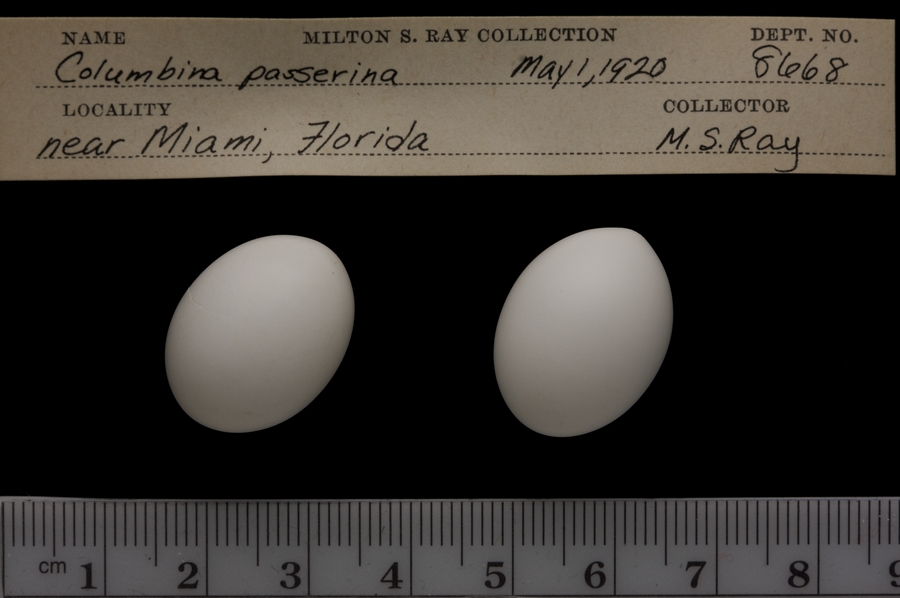 NAME MILTON S. RAY COLLECTION DEPT. NO.
Columbina passerina May 1, 1920 8668
LOCALITY COLLECTOR
near Miami, Florida M. S. Ray
cm 1 2 3 4 5 6 7 8 9